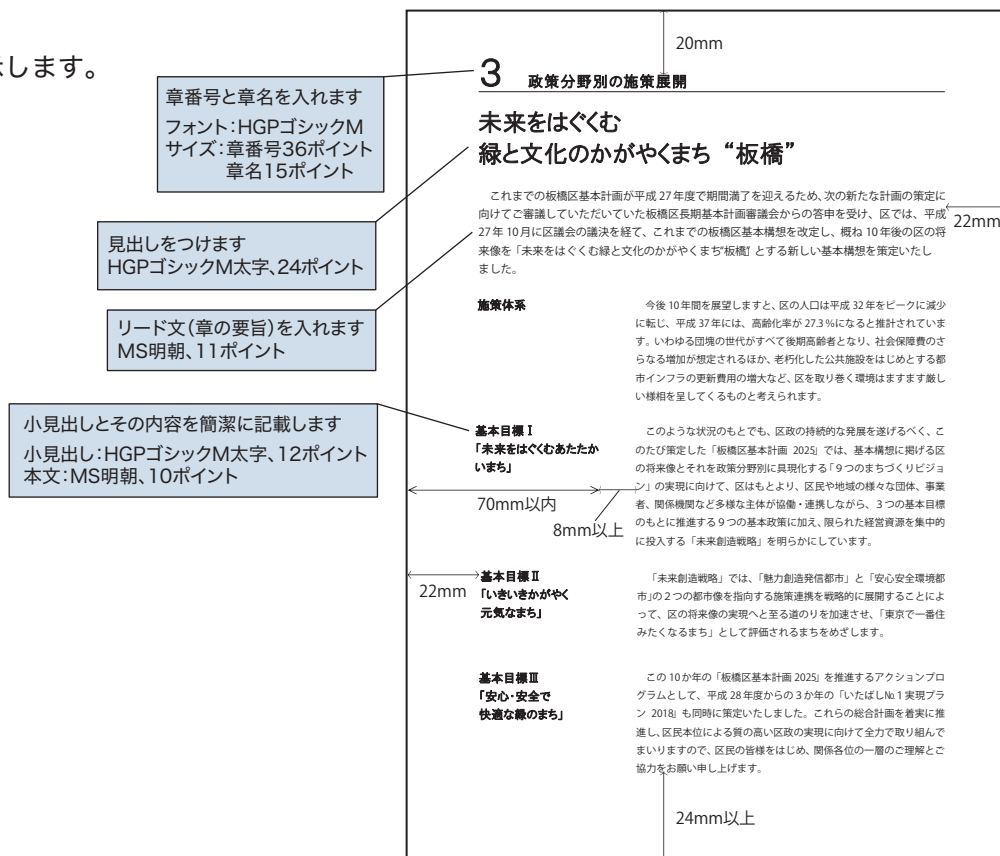 します。
章番号と章名を入れます
フォント：HGPゴシックM
サイズ：章番号36ポイント
章名15ポイント
見出しをつけます
HGPゴシックM太字、24ポイント
リード文（章の要旨）を入れます
MS明朝、11ポイント
小見出しとその内容を簡潔に記載します
小見出し：HGPゴシックM太字、12ポイント
本文：MS明朝、10ポイント
20mm
3 政策分野別の施策展開
未来をはぐくむ
緑と文化のかがやくまち “板橋”
これまでの板橋区基本計画が平成 27 年度で期間満了を迎えるため、次の新たな計画の策定に
向けてご審議していただいていた板橋区長期基本計画審議会からの答申を受け、区では、平成
27 年 10 月に区議会の議決を経て、これまでの板橋区基本構想を改定し、概ね 10 年後の区の将
来像を「未来をはぐくむ緑と文化のかがやくまち“板橋”」とする新しい基本構想を策定いたし
ました。
22mm
施策体系
今後 10 年間を展望しますと、区の人口は平成 32 年をピークに減少
に転じ、平成 37 年には、高齢化率が 27.3 %になると推計されていま
す。いわゆる団塊の世代がすべて後期高齢者となり、社会保障費のさ
らなる増加が想定されるほか、老朽化した公共施設をはじめとする都
市インフラの更新費用の増大など、区を取り巻く環境はますます厳し
い様相を呈してくるものと考えられます。
基本目標Ⅰ
「未来をはぐくむあたたか
いまち」
このような状況のもとでも、区政の持続的な発展を遂げるべく、こ
のたび策定した「板橋区基本計画 2025」では、基本構想に掲げる区
の将来像とそれを政策分野別に具現化する「９つのまちづくりビジョ
ン」の実現に向けて、区はもとより、区民や地域の様々な団体、事業
者、関係機関など多様な主体が協働・連携しながら、３つの基本目標
のもとに推進する９つの基本政策に加え、限られた経営資源を集中的
に投入する「未来創造戦略」を明らかにしています。
70mm以内
8mm以上
22mm
基本目標Ⅱ
「いきいきかがやく
元気なまち」
「未来創造戦略」では、「魅力創造発信都市」と「安心安全環境都
市」の２つの都市像を指向する施策連携を戦略的に展開することによ
って、区の将来像の実現へと至る道のりを加速させ、「東京で一番住
みたくなるまち」として評価されるまちをめざします。
基本目標Ⅲ
「安心・安全で
快適な緑のまち」
この 10 か年の「板橋区基本計画 2025」を推進するアクションプロ
グラムとして、平成 28 年度からの３か年の「いたばし№１実現プラ
ン 2018」も同時に策定いたしました。これらの総合計画を着実に推
進し、区民本位による質の高い区政の実現に向けて全力で取り組んで
まいりますので、区民の皆様をはじめ、関係各位の一層のご理解とご
協力をお願い申し上げます。
24mm以上